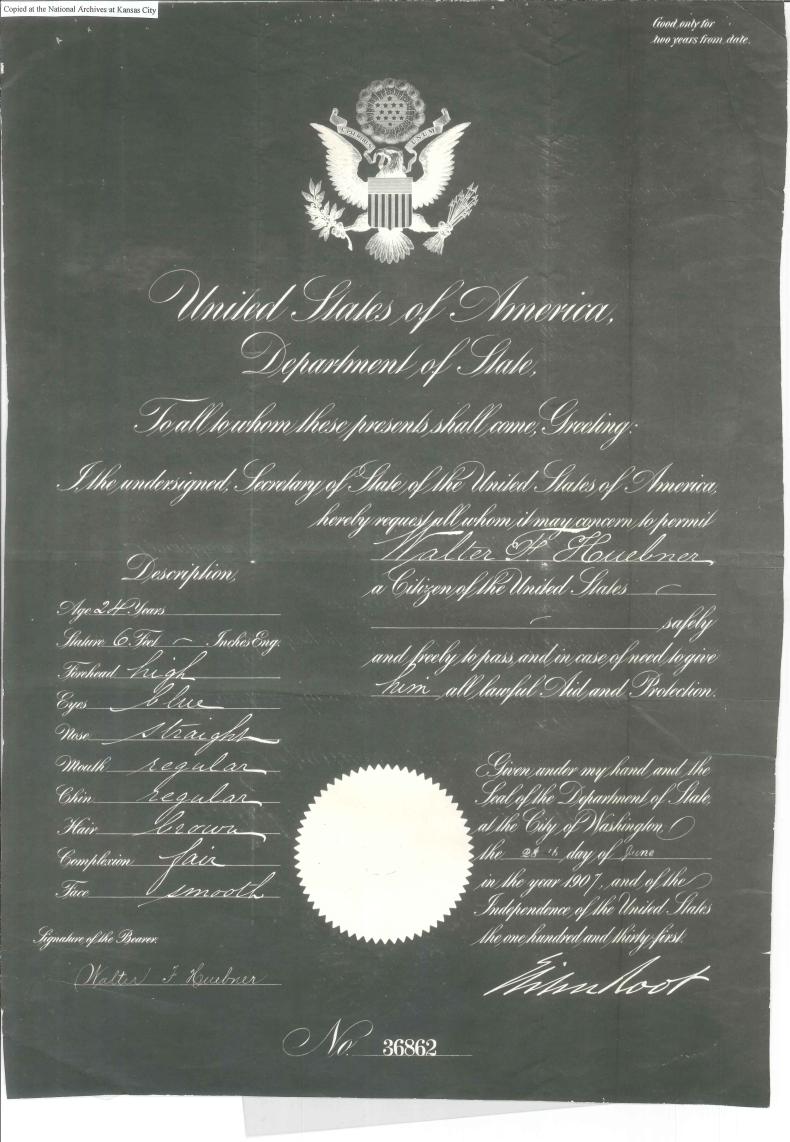 Copied at the National Archives at Kansas City
Good only for
two years from date.
E PLURIBUS UNUM
United States of America,
Department of State,
To all to whom these presents shall come, Greeting:
I the undersigned, Secretary of State of the United States of America,
hereby request all whom it may concern to permit
Walter F. Huebner
a Citizen of the United States
safely
and freely to pass, and in case of need to give
him all lawful Aid and Protection.
Description,
Age 24 Years
Stature 6 Feet – Inches Eng.
Forehead high
Eyes blue
Nose straight
Mouth regular
Chin regular
Hair brown
Complexion fair
Face smooth
Signature of the Bearer.
Walter F Huebner
Given under my hand and the
Seal of the Department of State,
at the City of Washington,
the th day of June
in the year 1907, and of the
Independence of the United States
the one hundred and thirty-first.
Elihu Root
No. 36862